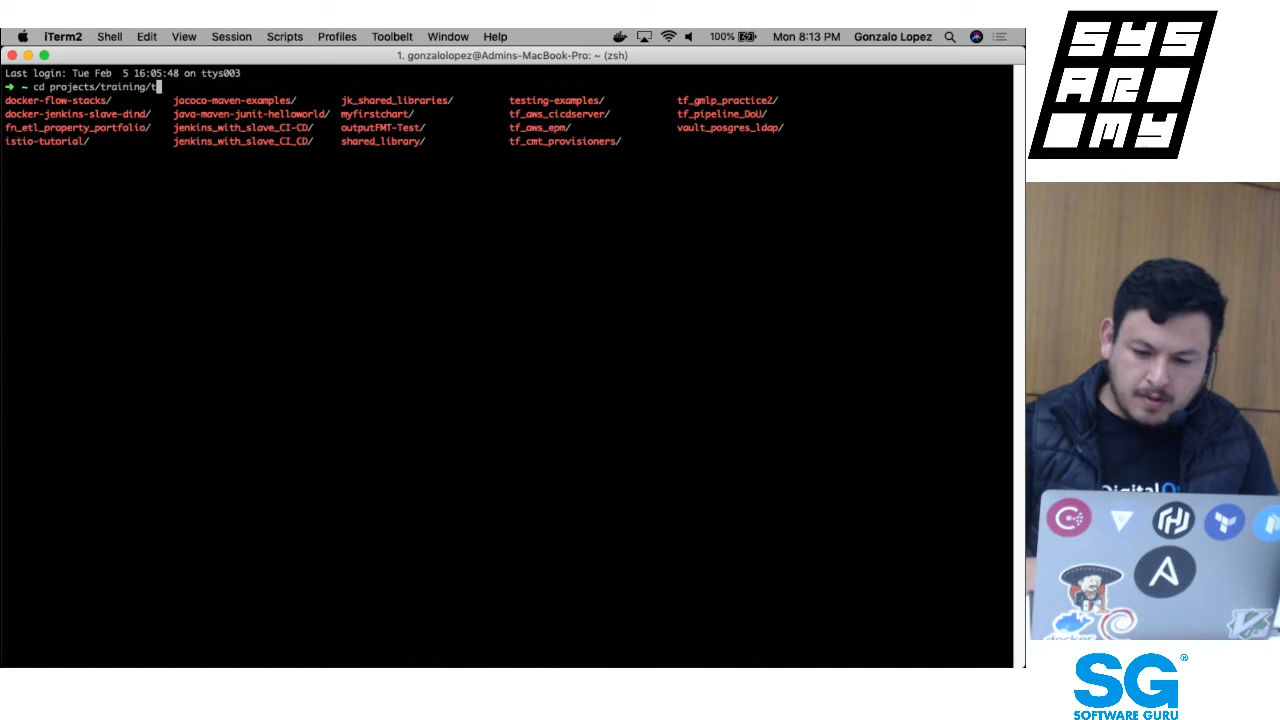 iTerm2 Shell Edit View Session Scripts Profiles Toolbelt Window Help 100% Mon 8:13 PM Gonzalo Lopez
1. gonzalolopez@Admins-MacBook-Pro: ~ (zsh)
Last login: Tue Feb 5 16:05:48 on ttys003
➜ ~ cd projects/training/t
docker-flow-stacks/ jacoco-maven-examples/ jk_shared_libraries/ testing-examples/ tf_gmlp_practice2/
docker-jenkins-slave-dind/ java-maven-junit-helloworld/ myfirstchart/ tf_aws_cicdserver/ tf_pipeline_DoU/
fn_etl_property_portfolio/ jenkins_with_slave_CI-CD/ outputFMT-Test/ tf_aws_epm/ vault_posgres_ldap/
istio-tutorial/ jenkins_with_slave_CI_CD/ shared_library/ tf_cmt_provisioners/
SYS
AR
MY
docker
SG®
SOFTWARE GURU